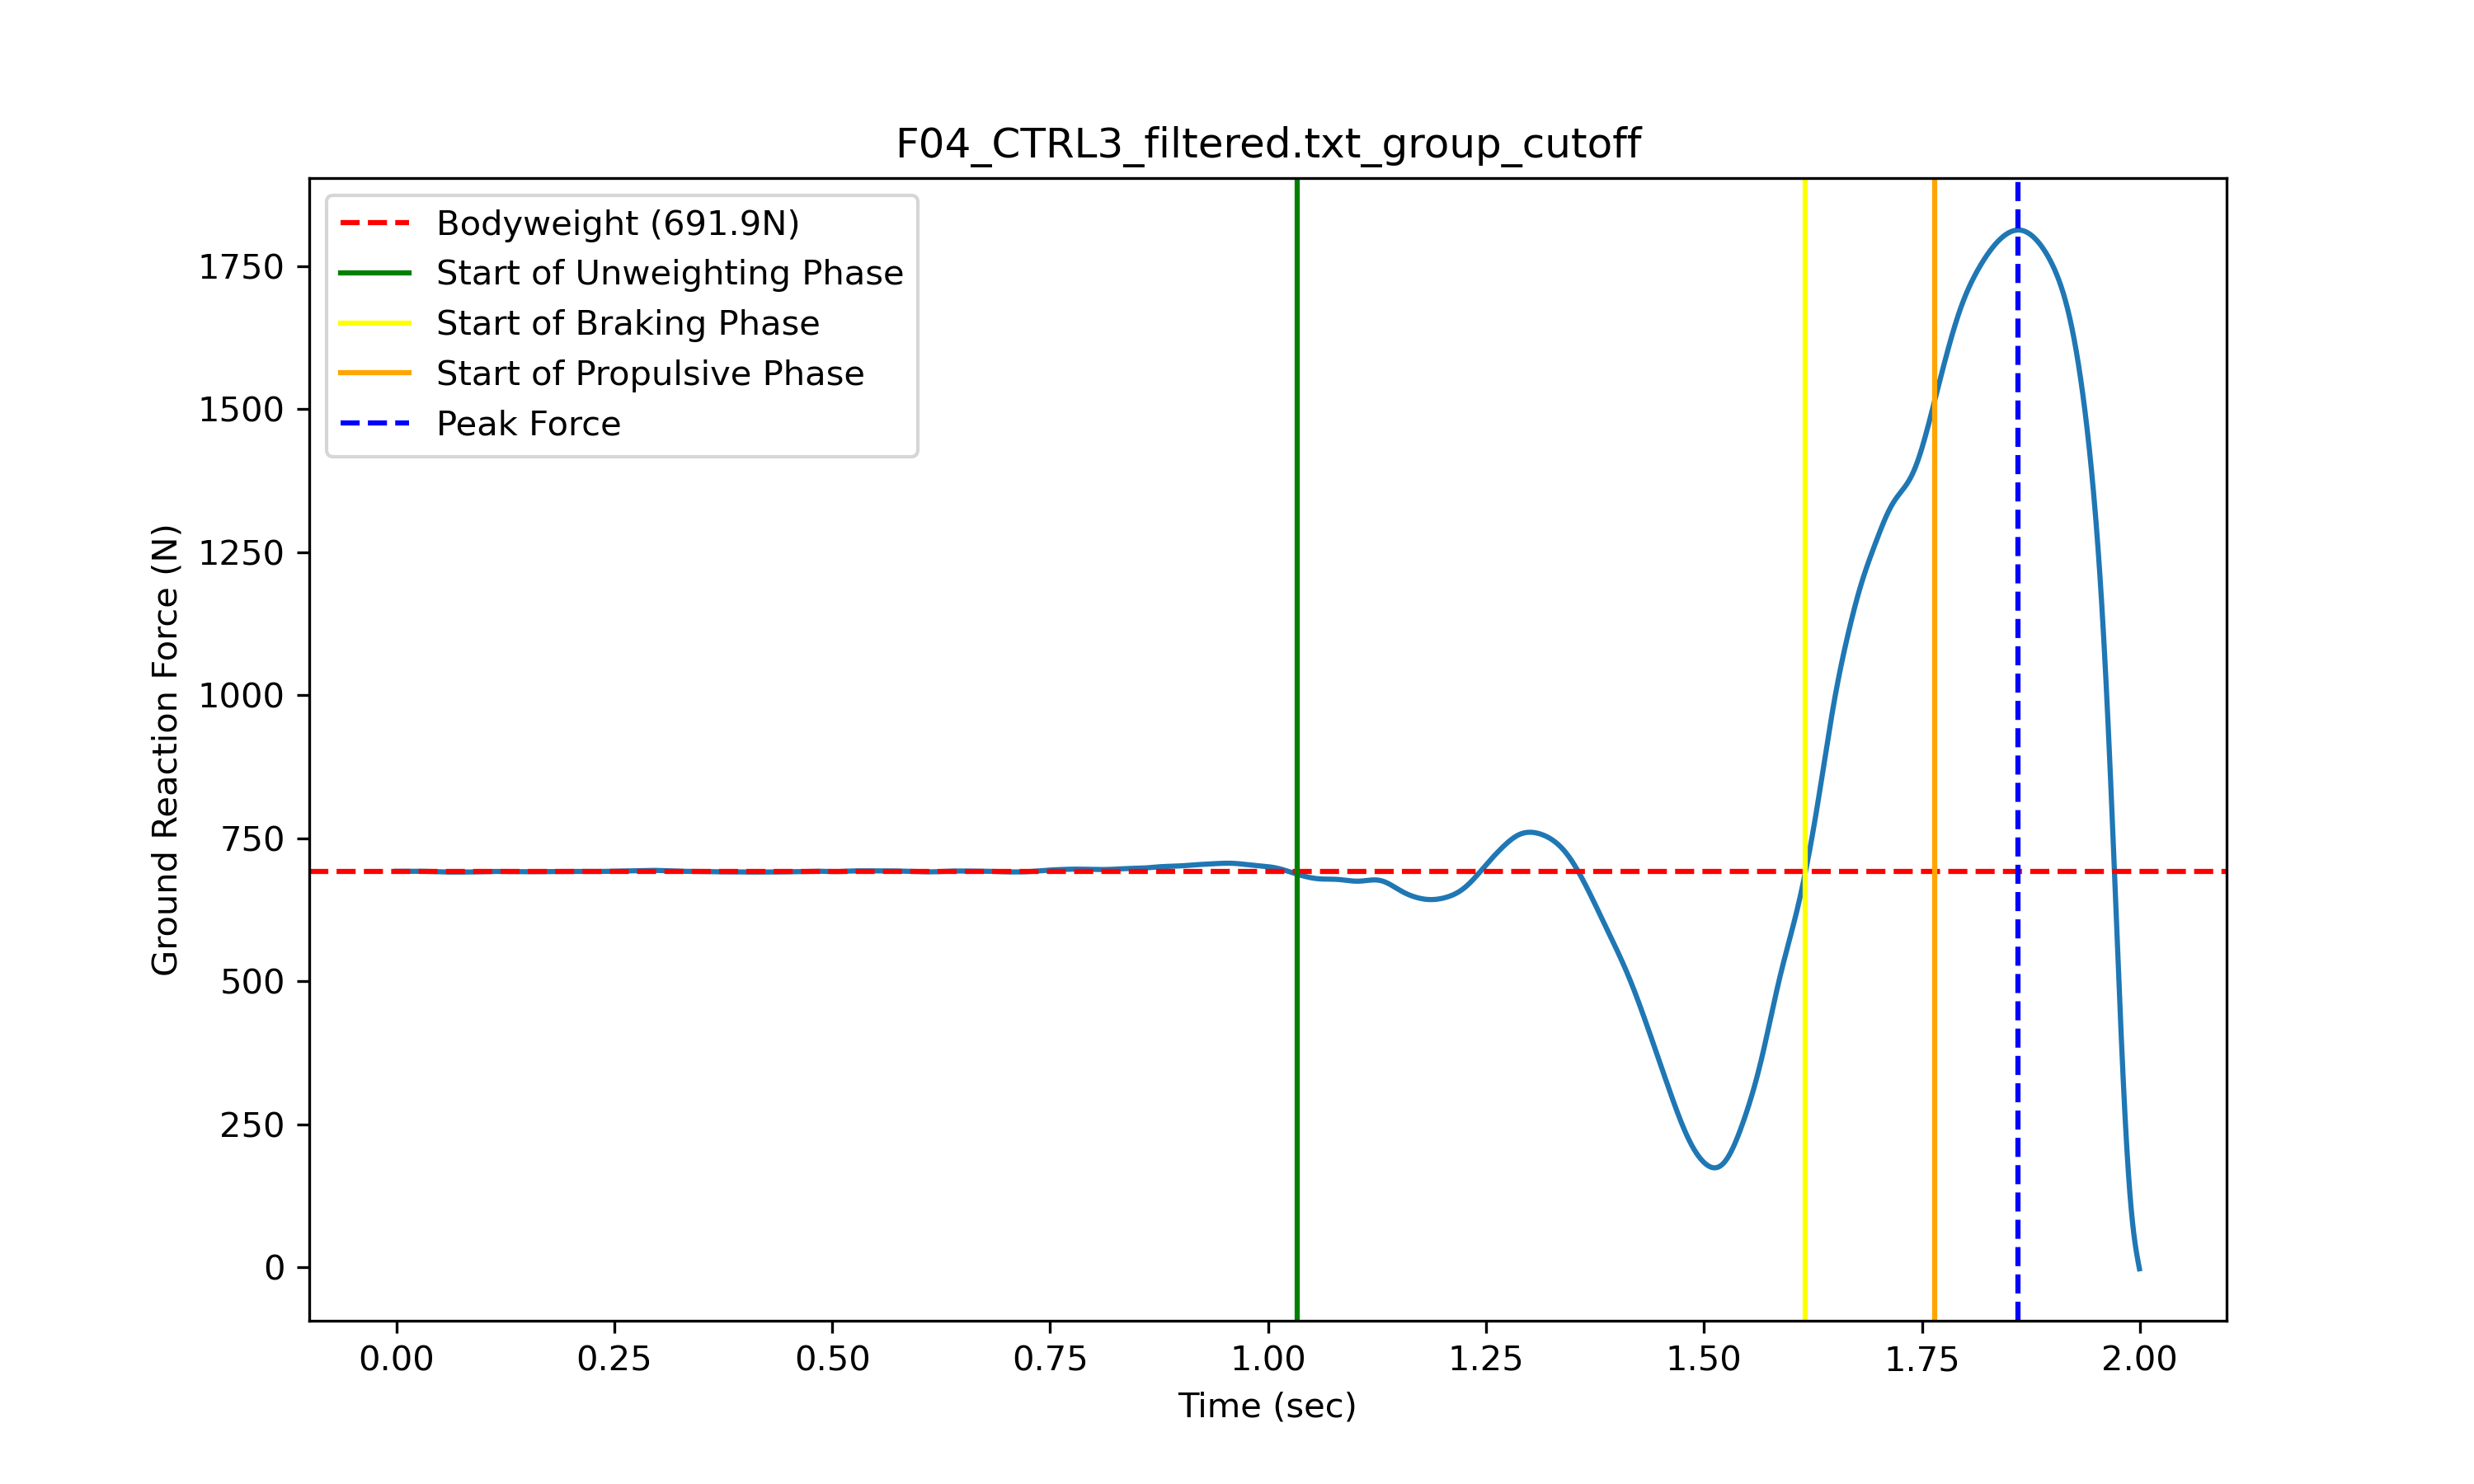 F04_CTRL3_filtered.txt_group_cutoff
Bodyweight (691.9N)
Start of Unweighting Phase
Start of Braking Phase
Start of Propulsive Phase
Peak Force
Ground Reaction Force (N)
1750
1500
1250
1000
750
500
250
0
0.00 0.25 0.50 0.75 1.00 1.25 1.50 1.75 2.00
Time (sec)